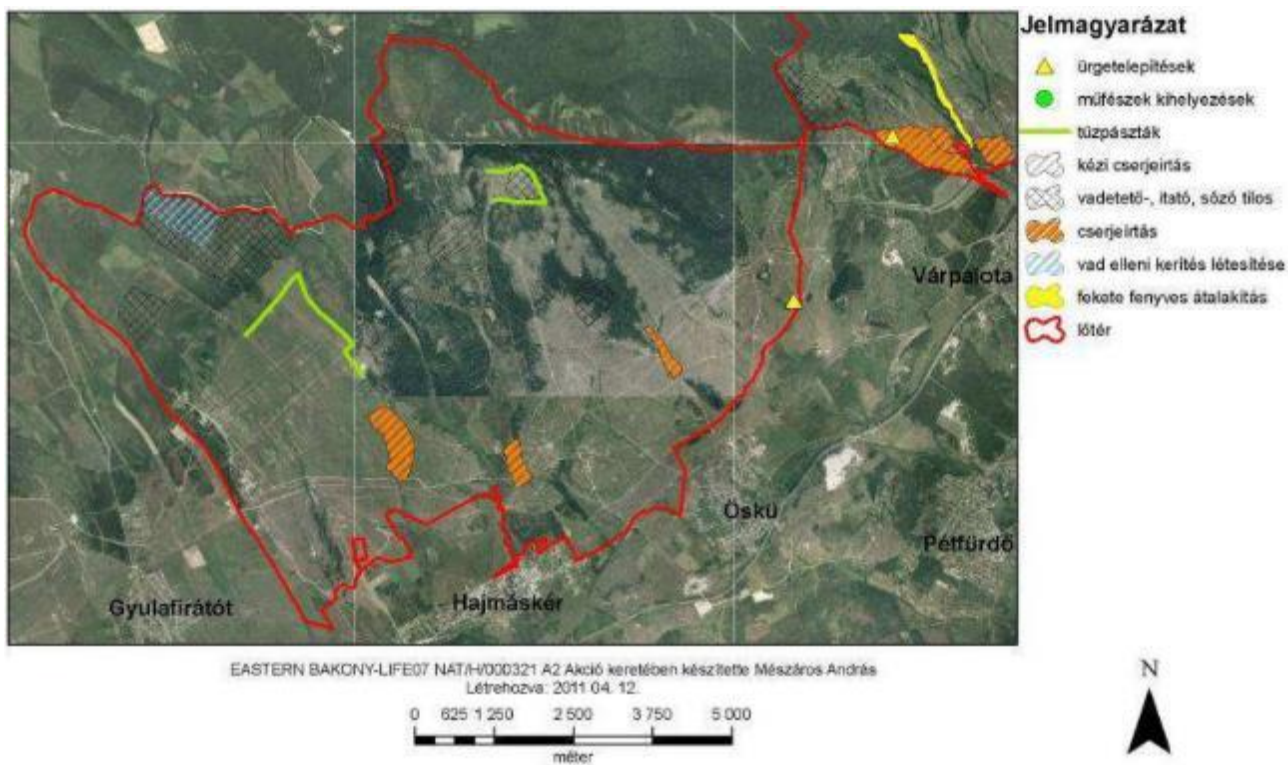 Jelmagyarázat
ürgetelepítések
műfészek kihelyezések
tűzpászták
kézi cserjeirtás
vadetető-, itató, sózó tilos
cserjeirtás
vad elleni kerítés létesítése
fekete fenyves átalakítás
lőtér
Várpalota
Öskü
Pétfürdő
Gyulafirátót
Hajmáskér
EASTERN BAKONY-LIFE07 NAT/H/000321 A2 Akció keretében készítette Mészáros András
Létrehozva: 2011 04. 12.
0 625 1 250 2 500 3 750 5 000
méter
N